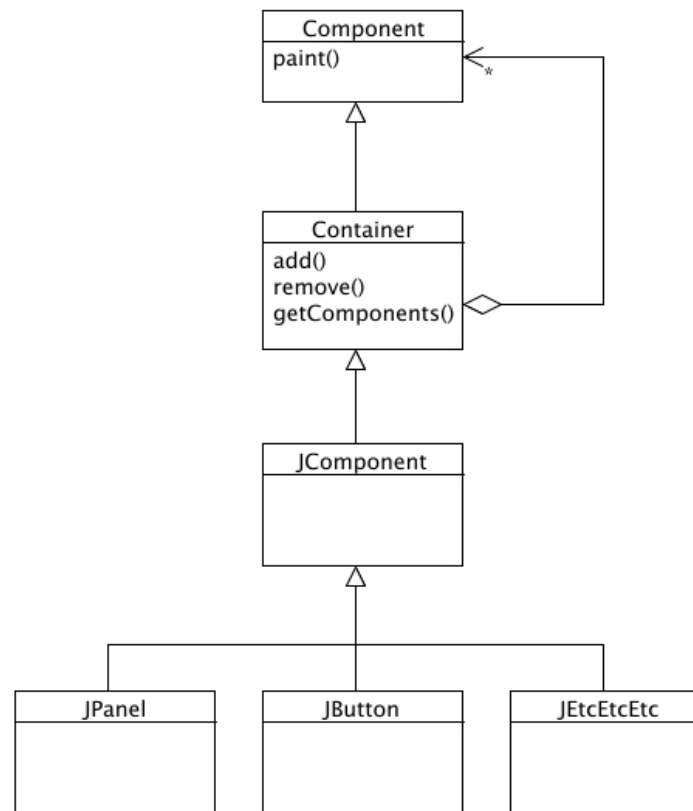 Component
paint()
*
Container
add()
remove()
getComponents()
JComponent
JPanel
JButton
JEtcEtcEtc